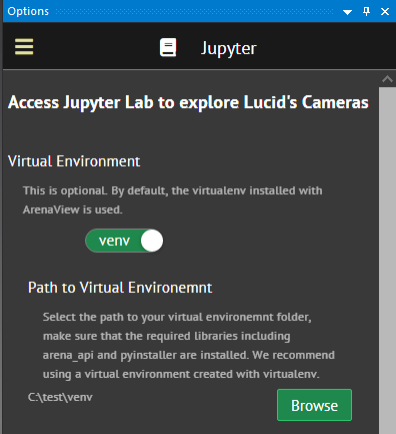 Options
Jupyter
Access Jupyter Lab to explore Lucid's Cameras
Virtual Environment
This is optional. By default, the virtualenv installed with
ArenaView is used.
venv
Path to Virtual Environemnt
Select the path to your virtual environemnt folder,
make sure that the required libraries including
arena_api and pyinstaller are installed. We recommend
using a virtual environment created with virtualenv.
C:\test\venv
Browse